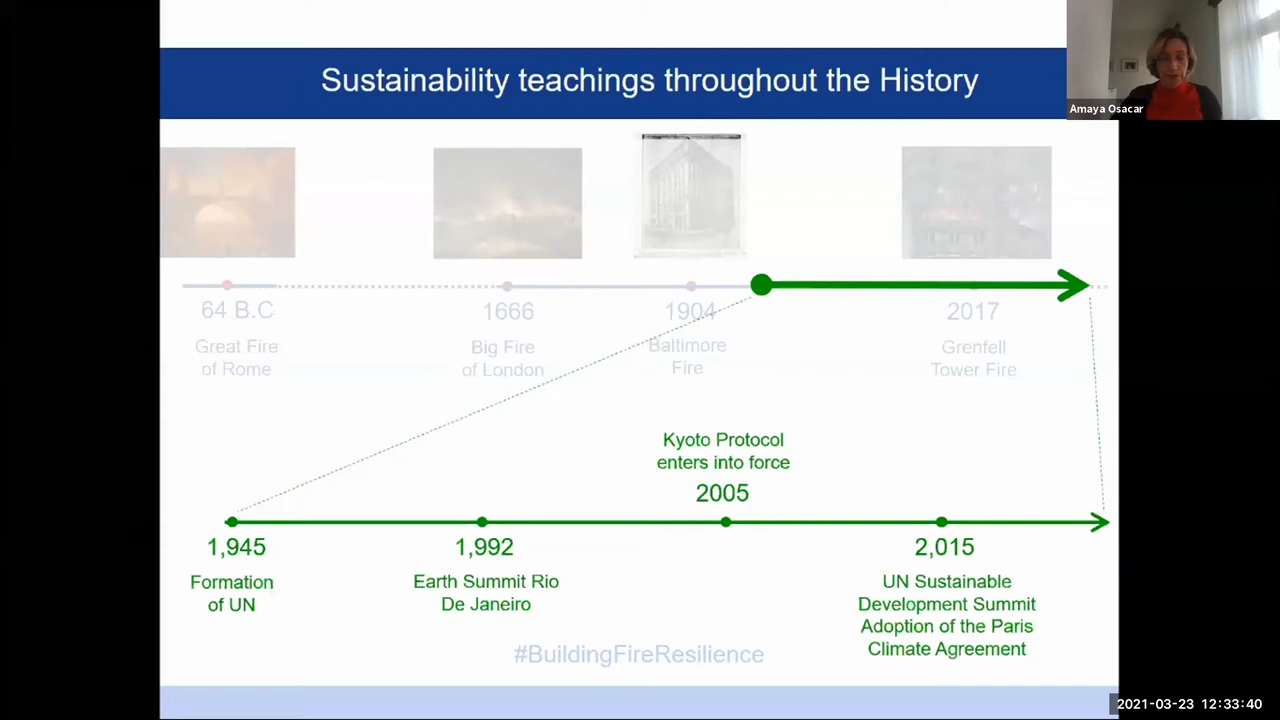 Sustainability teachings throughout the History
Amaya Osacar
64 B.C
Great Fire
of Rome
1666
Big Fire
of London
1904
Baltimore
Fire
2017
Grenfell
Tower Fire
Kyoto Protocol
enters into force
2005
1,945
Formation
of UN
1,992
Earth Summit Rio
De Janeiro
2,015
UN Sustainable
Development Summit
Adoption of the Paris
Climate Agreement
#BuildingFireResilience
2021-03-23 12:33:40